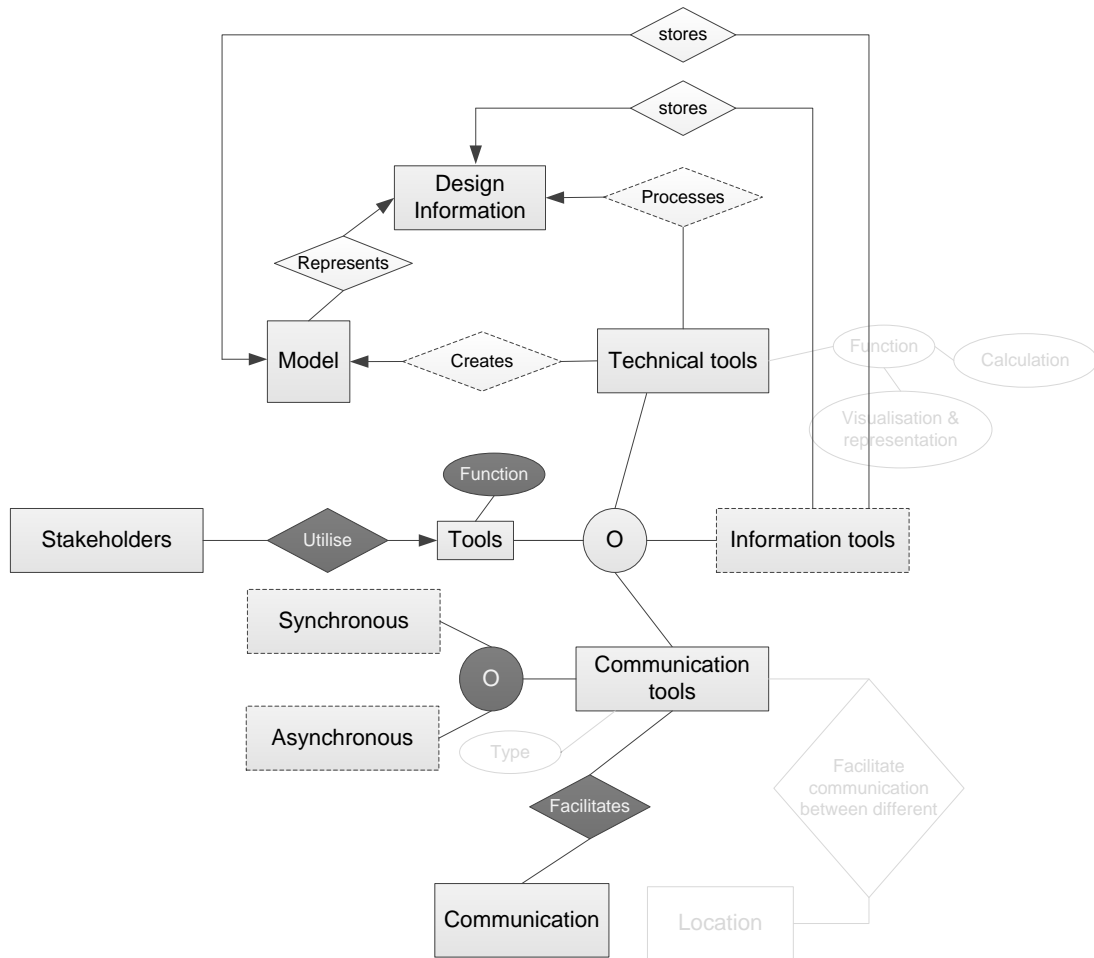 stores
stores
Design
Information
Processes
Represents
Model
Creates
Technical tools
Function
Calculation
Visualisation &
representation
Function
Stakeholders
Utilise
Tools
O
Information tools
Synchronous
O
Communication
tools
Asynchronous
Type
Facilitate
communication
between different
Facilitates
Communication
Location